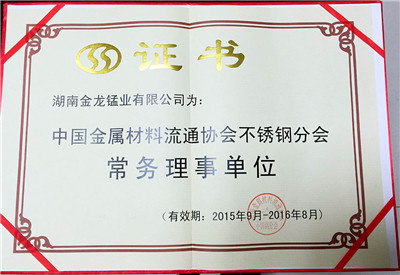 证书
湖南金龙锰业有限公司为：
中国金属材料流通协会不锈钢分会
常务理事单位
（有效期：2015年9月-2016年8月）